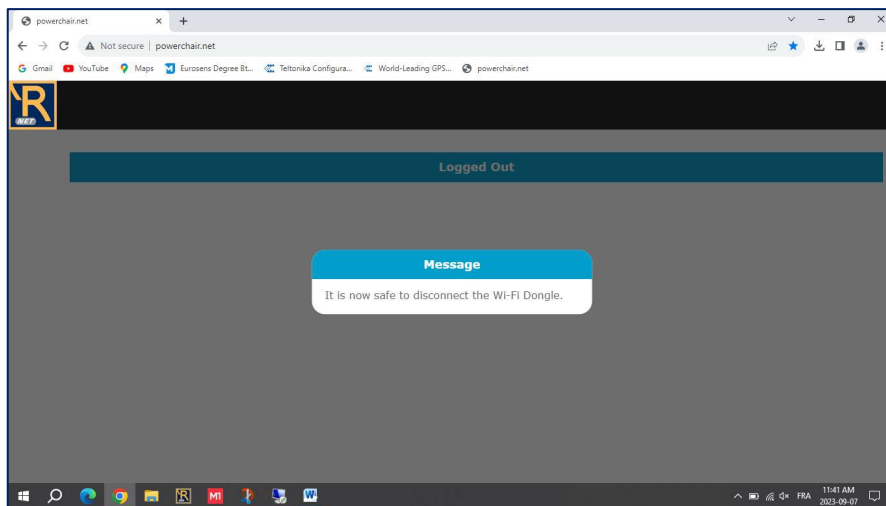 powerchair.net
Not secure | powerchair.net
Gmail YouTube Maps Eurosens Degree Bt... Teltonika Configura... World-Leading GPS... powerchair.net
R
NET
Logged Out
Message
It is now safe to disconnect the Wi-Fi Dongle.
R M1 W FRA 11:41 AM
2023-09-07